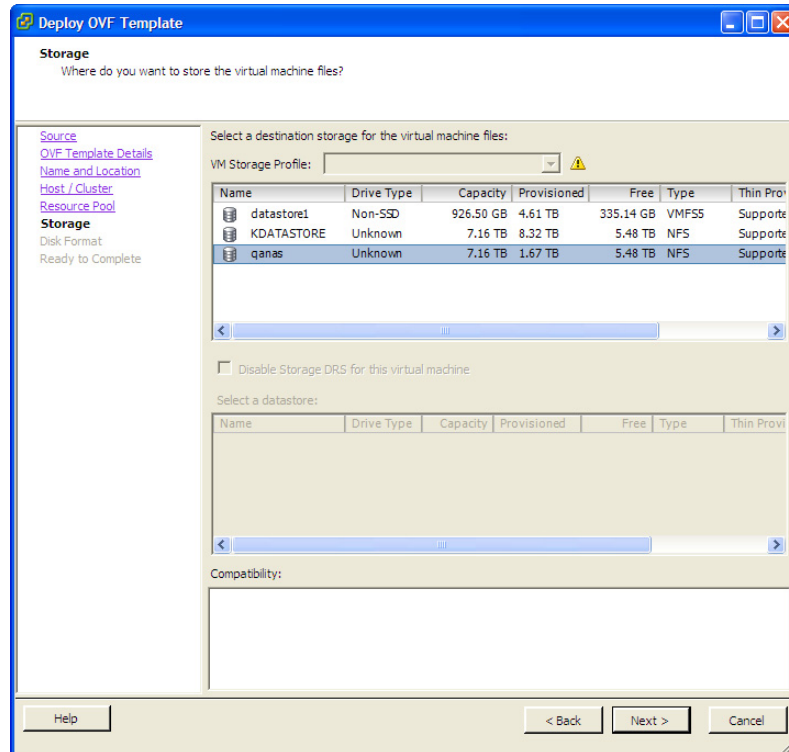 Deploy OVF Template
Storage
Where do you want to store the virtual machine files?
Source
OVF Template Details
Name and Location
Host / Cluster
Resource Pool
Storage
Disk Format
Ready to Complete
Select a destination storage for the virtual machine files:
VM Storage Profile:
Name Drive Type Capacity Provisioned Free Type Thin Prov
datastore1 Non-SSD 926.50 GB 4.61 TB 335.14 GB VMFS5 Supporte
KDATASTORE Unknown 7.16 TB 8.32 TB 5.48 TB NFS Supporte
qanas Unknown 7.16 TB 1.67 TB 5.48 TB NFS Supporte
Disable Storage DRS for this virtual machine
Select a datastore:
Name Drive Type Capacity Provisioned Free Type Thin Provi
Compatibility:
Help < Back Next > Cancel